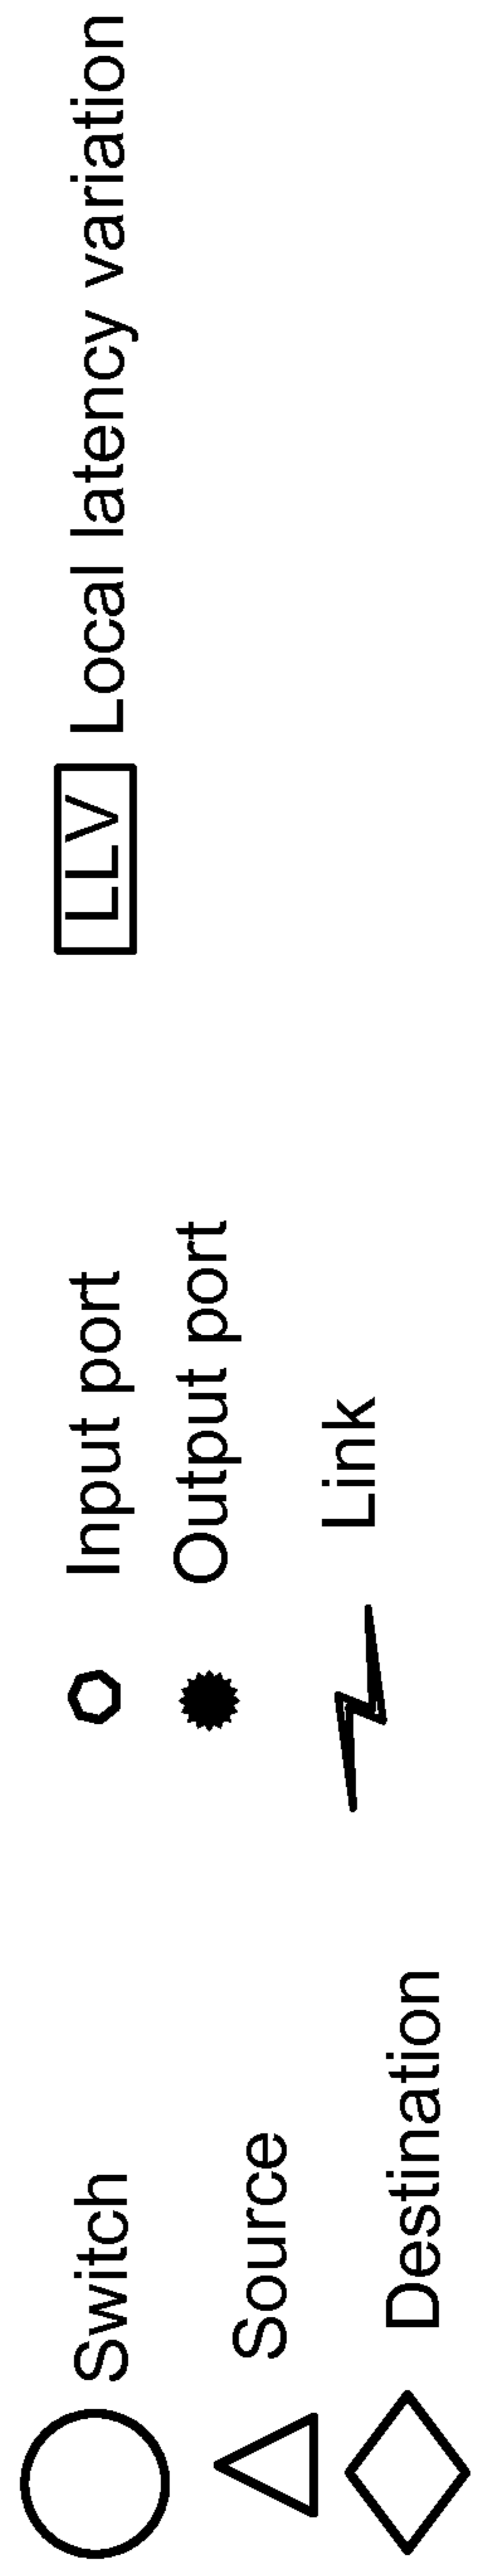 Switch
Source
Destination
Input port
Output port
Link
LLV Local latency variation